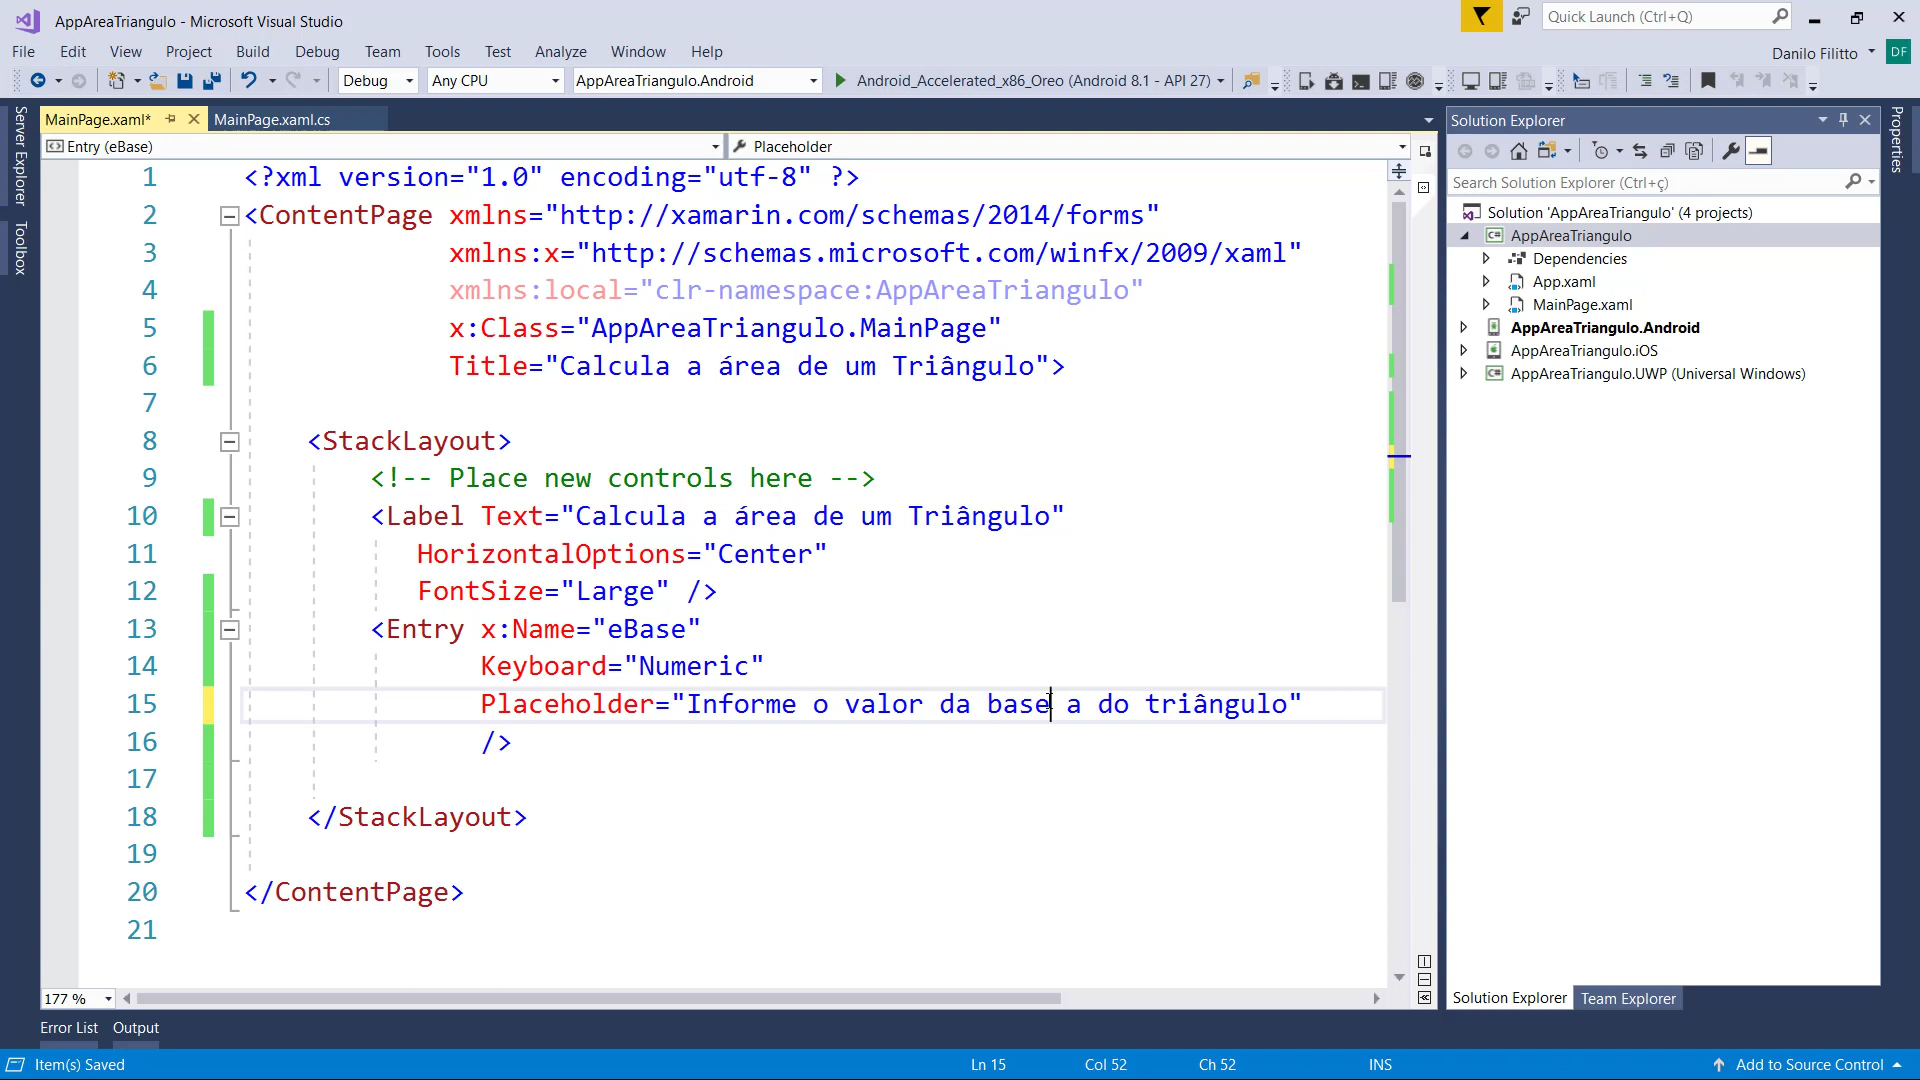 AppAreaTriangulo - Microsoft Visual Studio
Quick Launch (Ctrl+Q)
File Edit View Project Build Debug Team Tools Test Analyze Window Help
Danilo Filitto DF
Debug Any CPU AppAreaTriangulo.Android Android_Accelerated_x86_Oreo (Android 8.1 - API 27)
Server Explorer
Toolbox
MainPage.xaml* MainPage.xaml.cs
Entry (eBase) Placeholder
1 <?xml version="1.0" encoding="utf-8" ?>
2 <ContentPage xmlns="http://xamarin.com/schemas/2014/forms"
3 xmlns:x="http://schemas.microsoft.com/winfx/2009/xaml"
4 xmlns:local="clr-namespace:AppAreaTriangulo"
5 x:Class="AppAreaTriangulo.MainPage"
6 Title="Calcula a área de um Triângulo">
7
8 <StackLayout>
9 <!-- Place new controls here -->
10 <Label Text="Calcula a área de um Triângulo"
11 HorizontalOptions="Center"
12 FontSize="Large" />
13 <Entry x:Name="eBase"
14 Keyboard="Numeric"
15 Placeholder="Informe o valor da base a do triângulo"
16 />
17
18 </StackLayout>
19
20 </ContentPage>
21
177 %
Solution Explorer
Search Solution Explorer (Ctrl+ç)
Solution 'AppAreaTriangulo' (4 projects)
C# AppAreaTriangulo
Dependencies
App.xaml
MainPage.xaml
AppAreaTriangulo.Android
AppAreaTriangulo.iOS
C# AppAreaTriangulo.UWP (Universal Windows)
Solution Explorer Team Explorer
Properties
Error List Output
Item(s) Saved Ln 15 Col 52 Ch 52 INS Add to Source Control